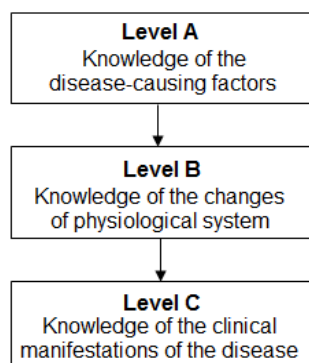 Level A
Knowledge of the
disease-causing factors
Level B
Knowledge of the changes
of physiological system
Level C
Knowledge of the clinical
manifestations of the disease